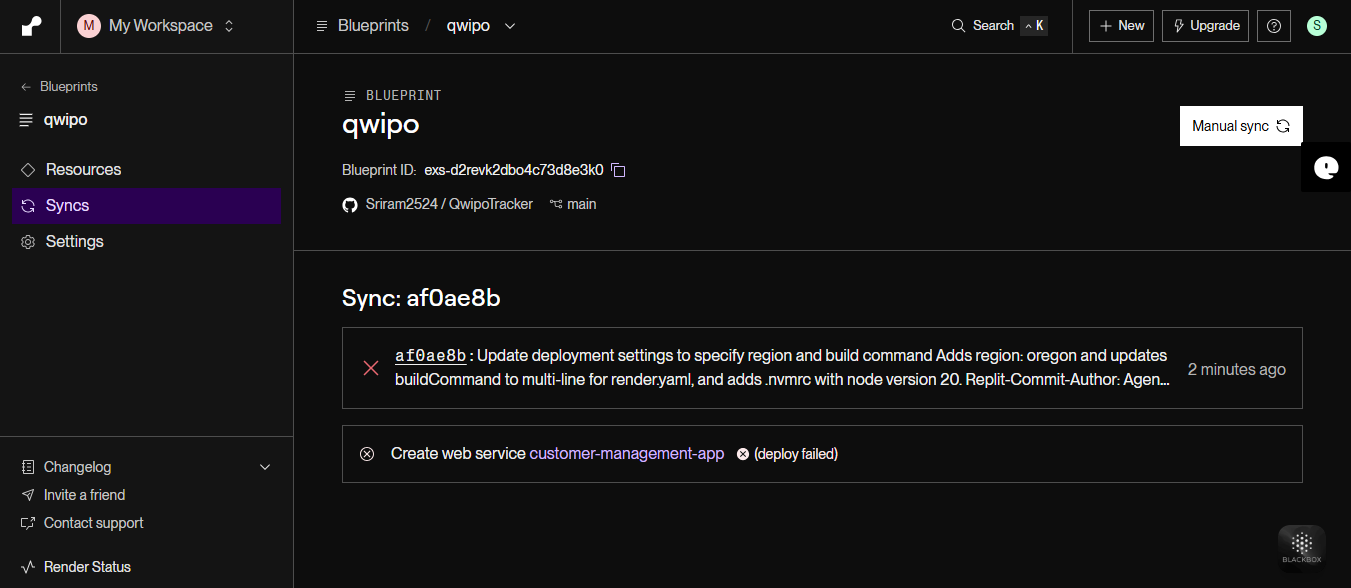 M My Workspace
Blueprints / qwipo
Search ^ K
+ New
Upgrade
S
← Blueprints
qwipo
Resources
Syncs
Settings
BLUEPRINT
qwipo
Manual sync
Blueprint ID: exs-d2revk2dbo4c73d8e3k0
Sriram2524 / QwipoTracker main
Sync: af0ae8b
af0ae8b: Update deployment settings to specify region and build command Adds region: oregon and updates
buildCommand to multi-line for render.yaml, and adds .nvmrc with node version 20. Replit-Commit-Author: Agen...
2 minutes ago
Create web service customer-management-app (deploy failed)
Changelog
Invite a friend
Contact support
Render Status
BLACKBOX